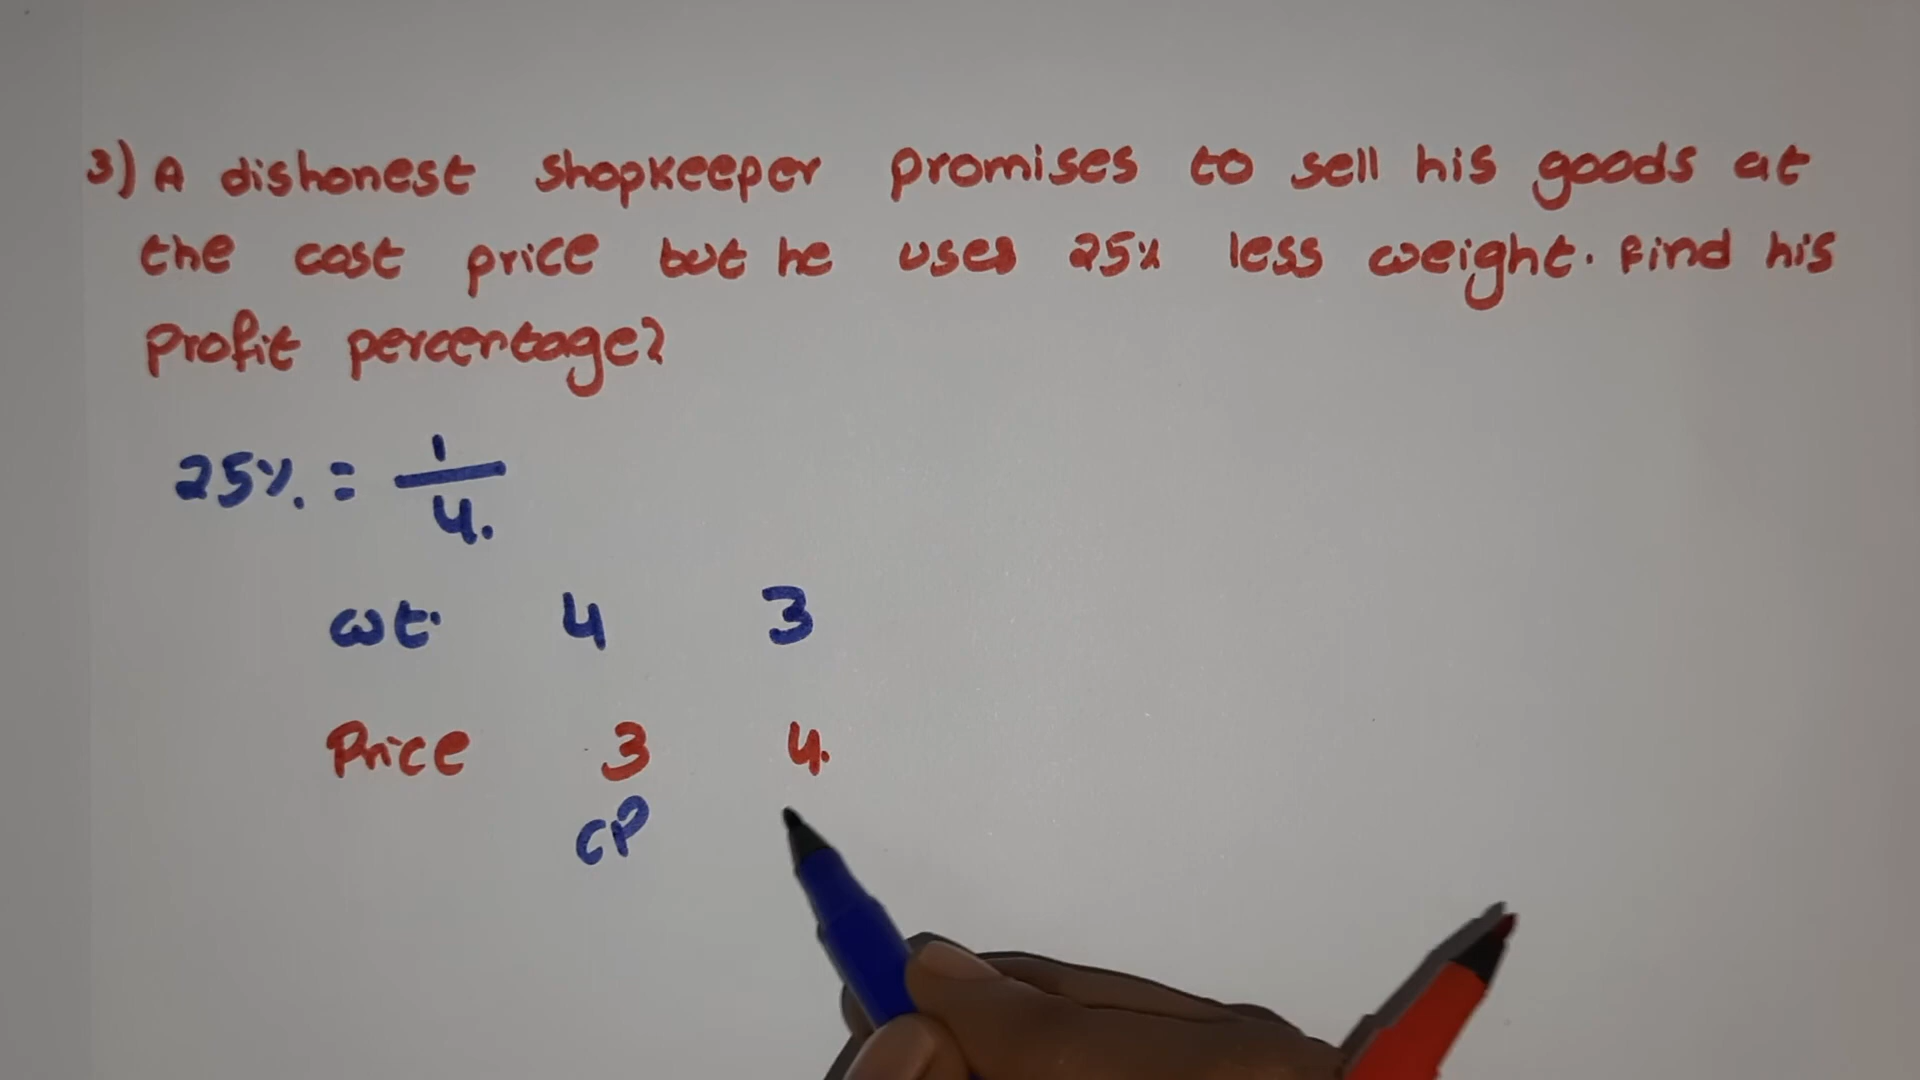 3) A dishonest shopkeeper promises to sell his goods at
the cost price but he uses 25% less weight. Find his
Profit percentage?
25% = 1/4.
wt. 4 3
Price 3 4.
CP